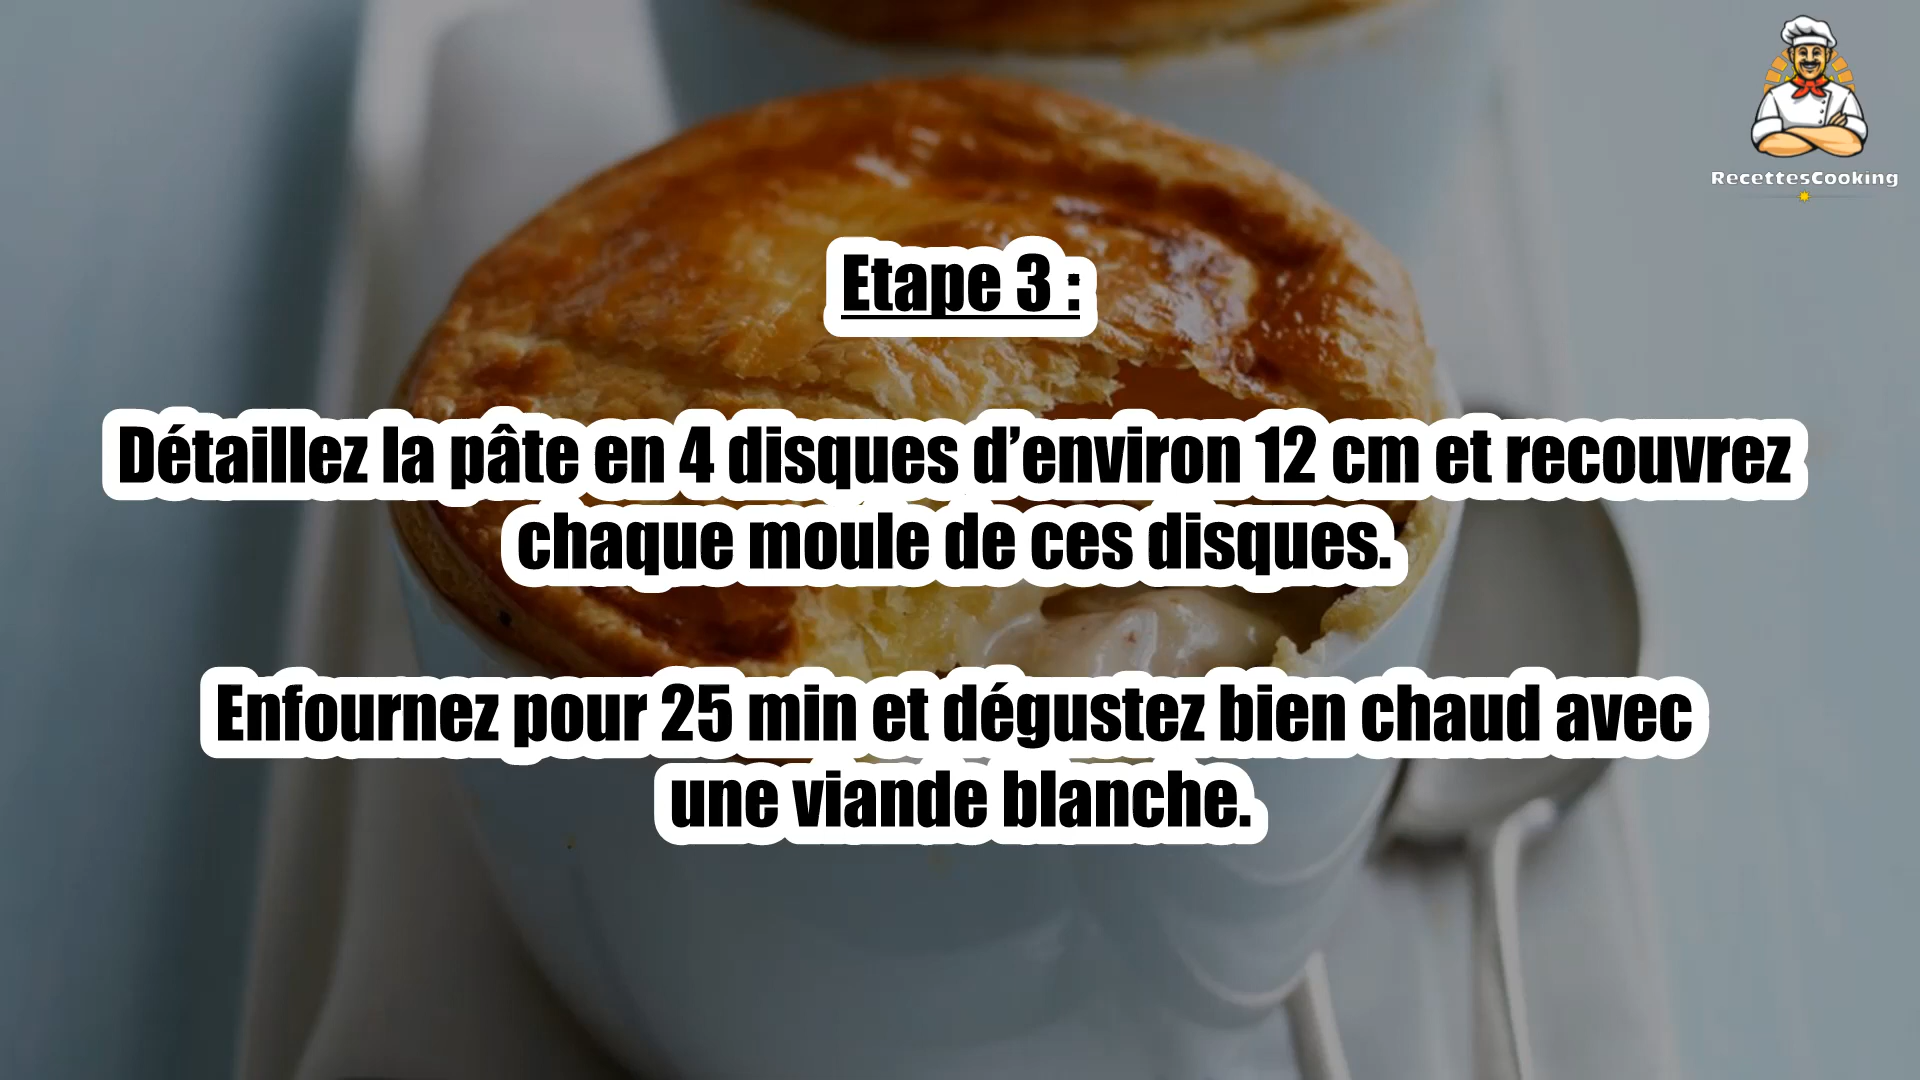 RecettesCooking
Etape 3 :
Détaillez la pâte en 4 disques d’environ 12 cm et recouvrez
chaque moule de ces disques.
Enfournez pour 25 min et dégustez bien chaud avec
une viande blanche.